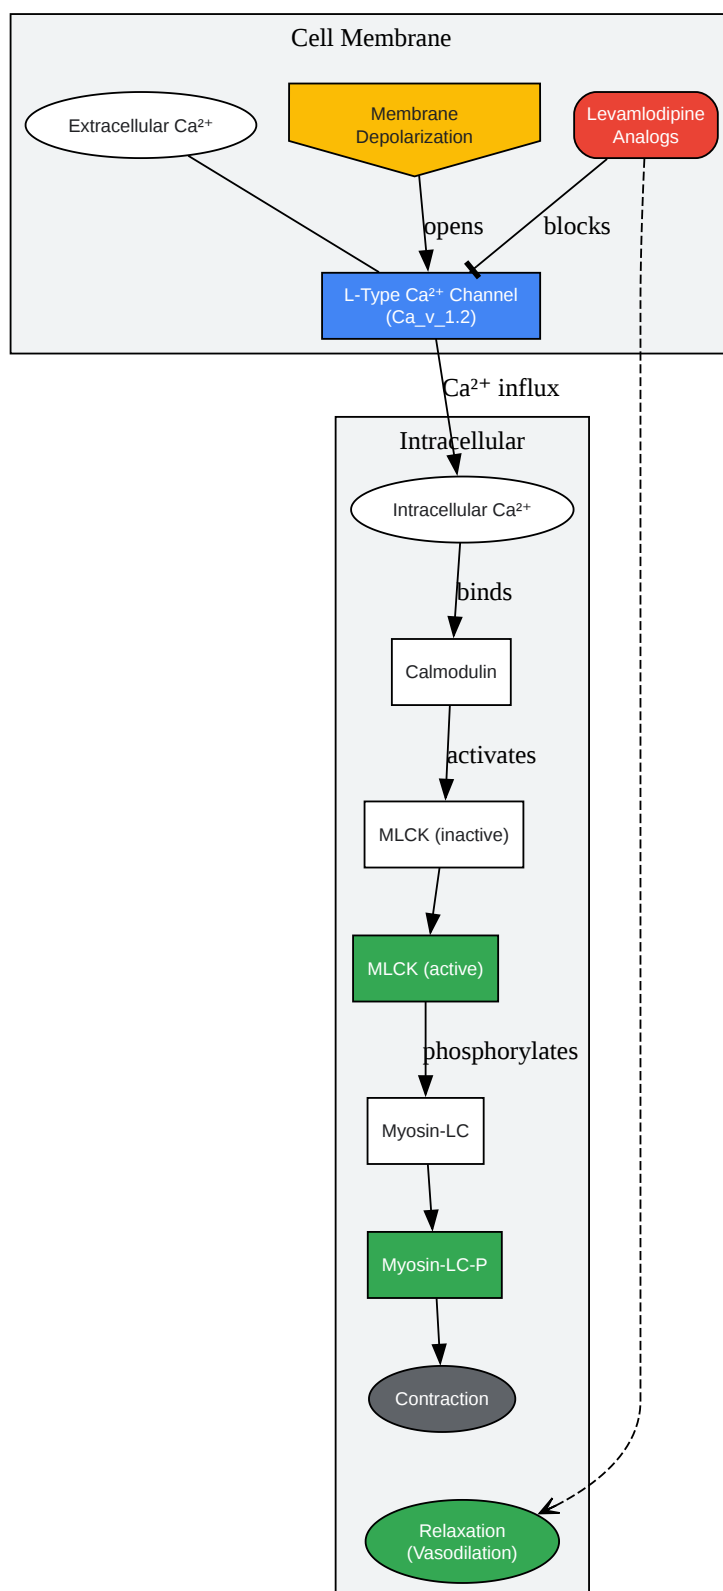 Cell Membrane
Extracellular Ca²⁺
Membrane
Depolarization
Levamlodipine
Analogs
opens
blocks
L-Type Ca²⁺ Channel
(Ca_v_1.2)
Ca²⁺ influx
Intracellular
Intracellular Ca²⁺
binds
Calmodulin
activates
MLCK (inactive)
MLCK (active)
phosphorylates
Myosin-LC
Myosin-LC-P
Contraction
Relaxation
(Vasodilation)